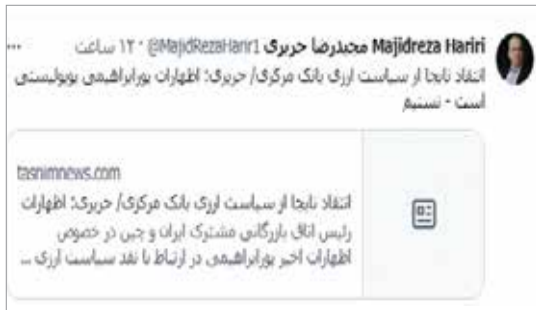 Majidreza Hariri مجیدرضا حریری @MajidRezaHariri1 · ۱۲ ساعت ...
انتقاد نابجا از سیاست ارزی بانک مرکزی/ حریری: اظهارات پورابراهیمی پوپولیستی
است - تسنیم
tasnimnews.com
انتقاد نابجا از سیاست ارزی بانک مرکزی/ حریری: اظهارات
رئیس اتاق بازرگانی مشترک ایران و چین در خصوص
اظهارات اخیر پورابراهیمی در ارتباط با نقد سیاست ارزی ...